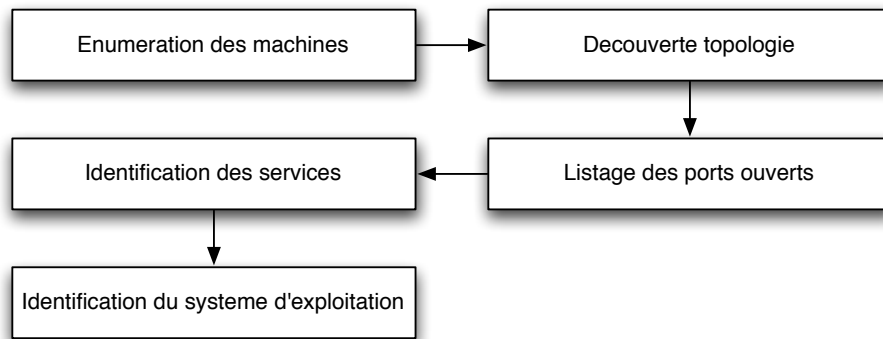 Enumeration des machines
Decouverte topologie
Listage des ports ouverts
Identification des services
Identification du systeme d'exploitation